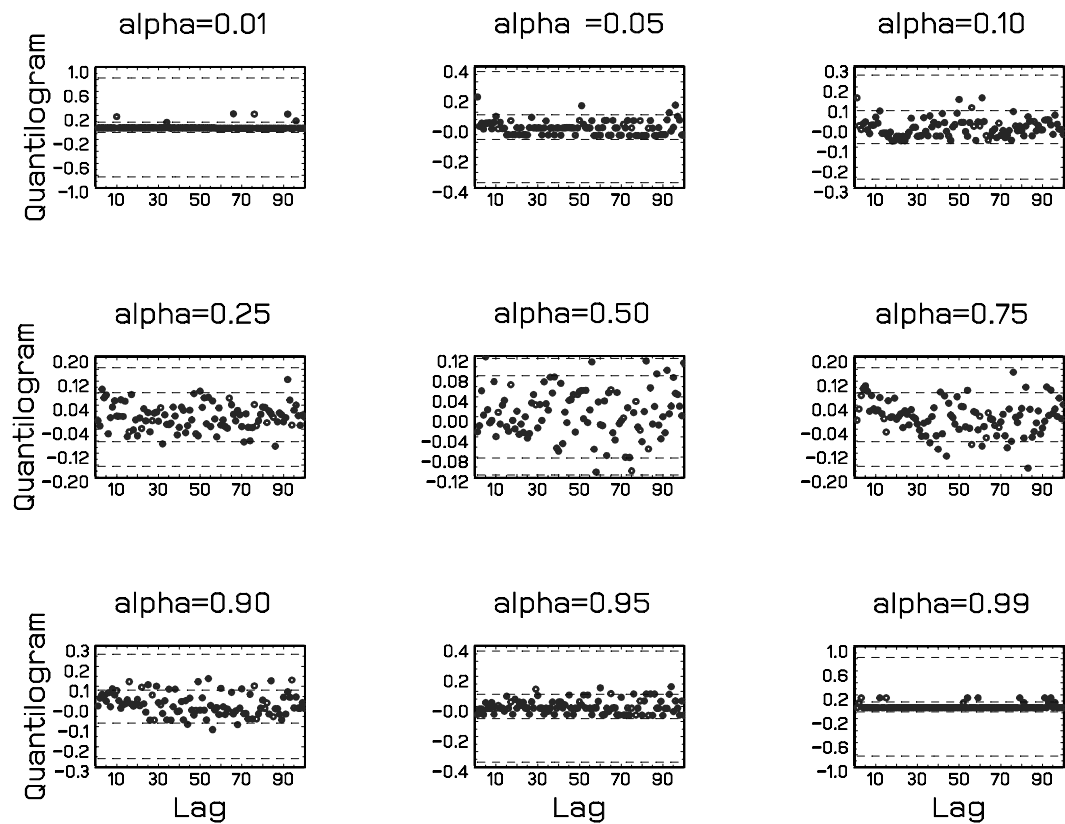 alpha=0.01
Quantilogram
1.0
0.6
0.2
−0.2
−0.6
−1.0
10 30 50 70 90
alpha =0.05
0.4
0.2
−0.0
−0.2
−0.4
10 30 50 70 90
alpha=0.10
0.3
0.2
0.1
−0.0
−0.1
−0.2
−0.3
10 30 50 70 90
alpha=0.25
Quantilogram
0.20
0.12
0.04
−0.04
−0.12
−0.20
10 30 50 70 90
alpha=0.50
0.12
0.08
0.04
0.00
−0.04
−0.08
−0.12
10 30 50 70 90
alpha=0.75
0.20
0.12
0.04
−0.04
−0.12
−0.20
10 30 50 70 90
alpha=0.90
Quantilogram
0.3
0.2
0.1
−0.0
−0.1
−0.2
−0.3
10 30 50 70 90
Lag
alpha=0.95
0.4
0.2
−0.0
−0.2
−0.4
10 30 50 70 90
Lag
alpha=0.99
1.0
0.6
0.2
−0.2
−0.6
−1.0
10 30 50 70 90
Lag